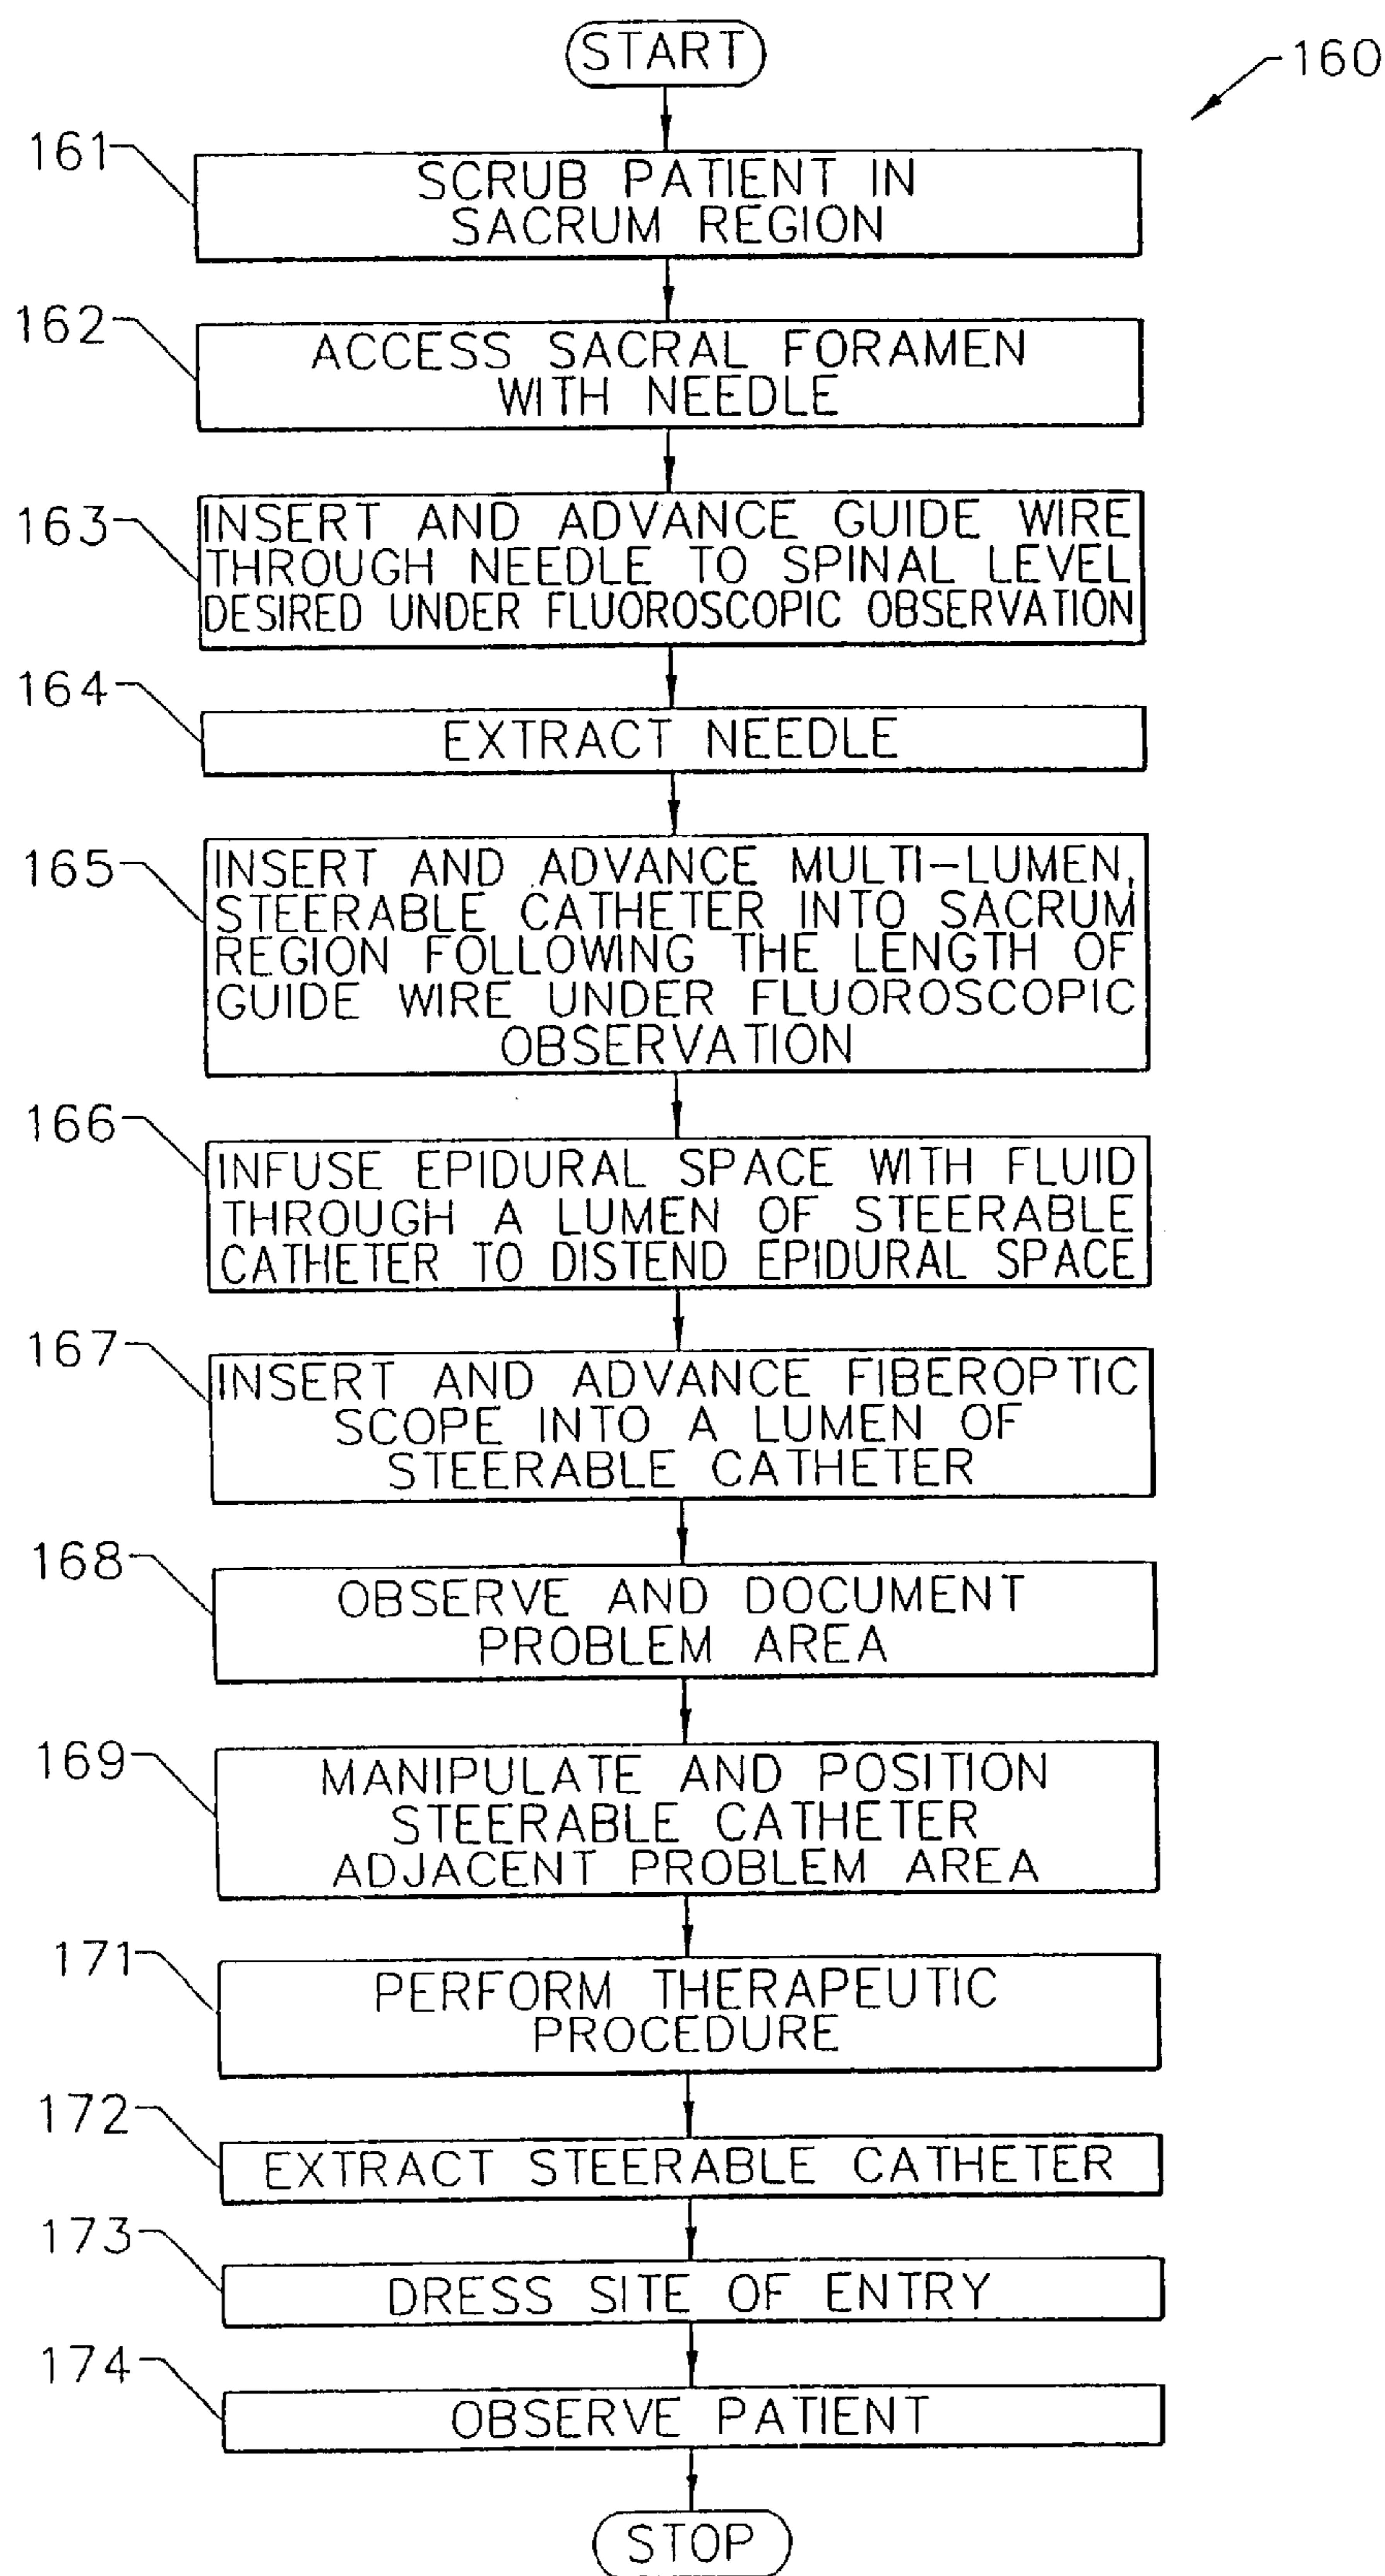 START
160
161
SCRUB PATIENT IN
SACRUM REGION
162
ACCESS SACRAL FORAMEN
WITH NEEDLE
163
INSERT AND ADVANCE GUIDE WIRE
THROUGH NEEDLE TO SPINAL LEVEL
DESIRED UNDER FLUOROSCOPIC OBSERVATION
164
EXTRACT NEEDLE
165
INSERT AND ADVANCE MULTI-LUMEN,
STEERABLE CATHETER INTO SACRUM
REGION FOLLOWING THE LENGTH OF
GUIDE WIRE UNDER FLUOROSCOPIC
OBSERVATION
166
INFUSE EPIDURAL SPACE WITH FLUID
THROUGH A LUMEN OF STEERABLE
CATHETER TO DISTEND EPIDURAL SPACE
167
INSERT AND ADVANCE FIBEROPTIC
SCOPE INTO A LUMEN OF
STEERABLE CATHETER
168
OBSERVE AND DOCUMENT
PROBLEM AREA
169
MANIPULATE AND POSITION
STEERABLE CATHETER
ADJACENT PROBLEM AREA
171
PERFORM THERAPEUTIC
PROCEDURE
172
EXTRACT STEERABLE CATHETER
173
DRESS SITE OF ENTRY
174
OBSERVE PATIENT
STOP